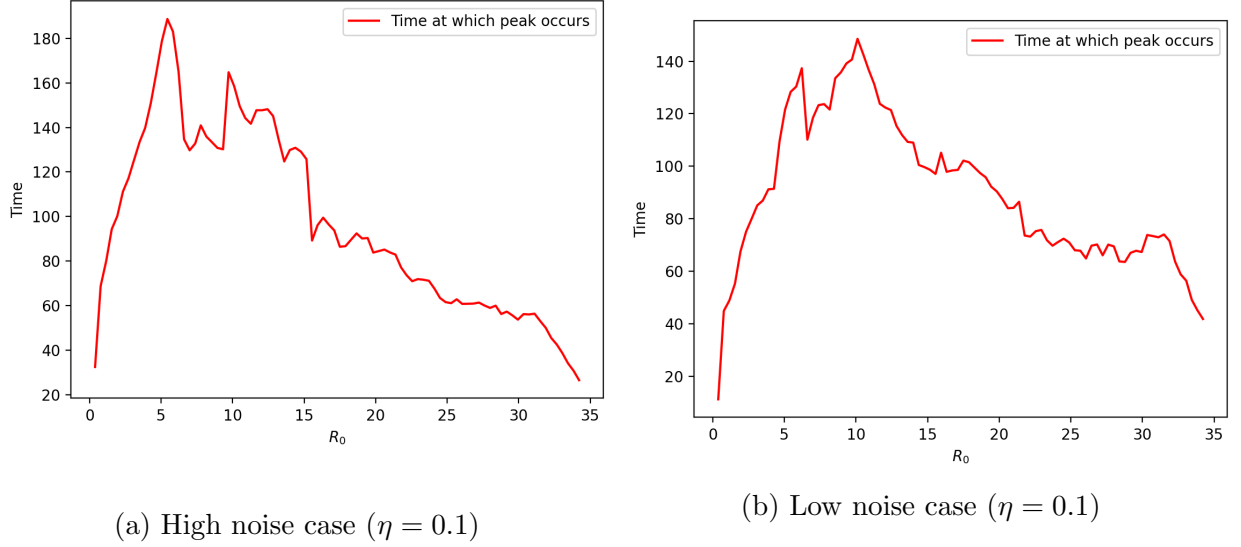 Time at which peak occurs
180
160
140
120
100
80
60
40
20
Time
0 5 10 15 20 25 30 35
R₀
(a) High noise case (η = 0.1)
Time at which peak occurs
140
120
100
80
60
40
20
Time
0 5 10 15 20 25 30 35
R₀
(b) Low noise case (η = 0.1)